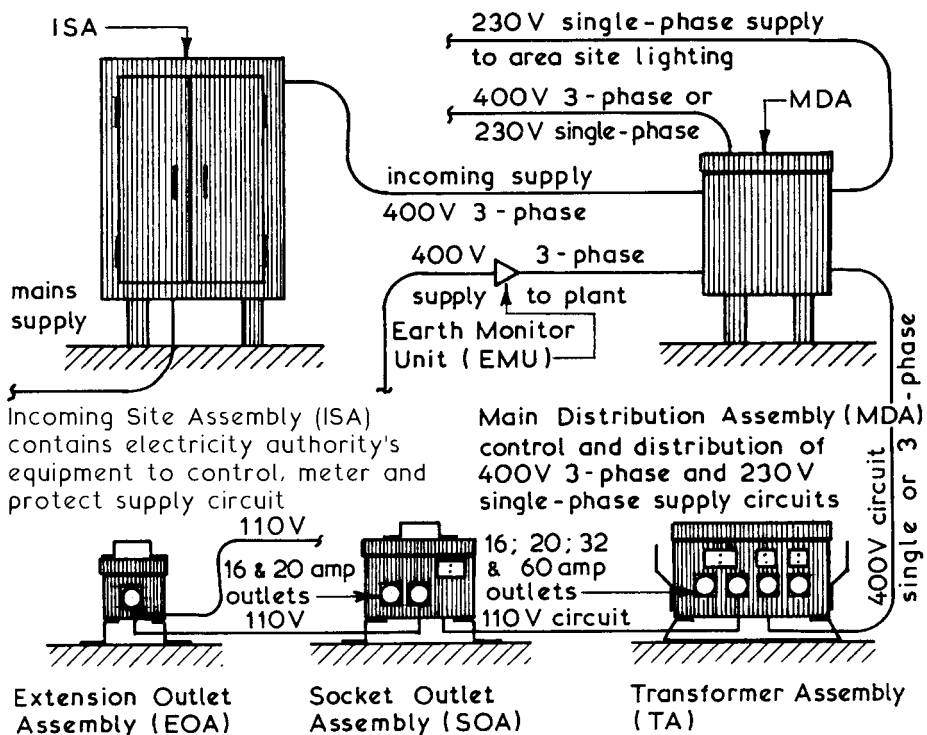 ISA
230V single-phase supply
to area site lighting
400V 3-phase or
230V single-phase
MDA
incoming supply
400V 3-phase
400V 3-phase
supply to plant
Earth Monitor
Unit (EMU)
mains
supply
Incoming Site Assembly (ISA)
contains electricity authority's
equipment to control, meter and
protect supply circuit
Main Distribution Assembly (MDA)
control and distribution of
400V 3-phase and 230V
single-phase supply circuits
400V circuit
single or 3-phase
110V
16 & 20 amp
outlets
110V
16; 20; 32
& 60 amp
outlets
110V circuit
Extension Outlet
Assembly (EOA)
Socket Outlet
Assembly (SOA)
Transformer Assembly
(TA)